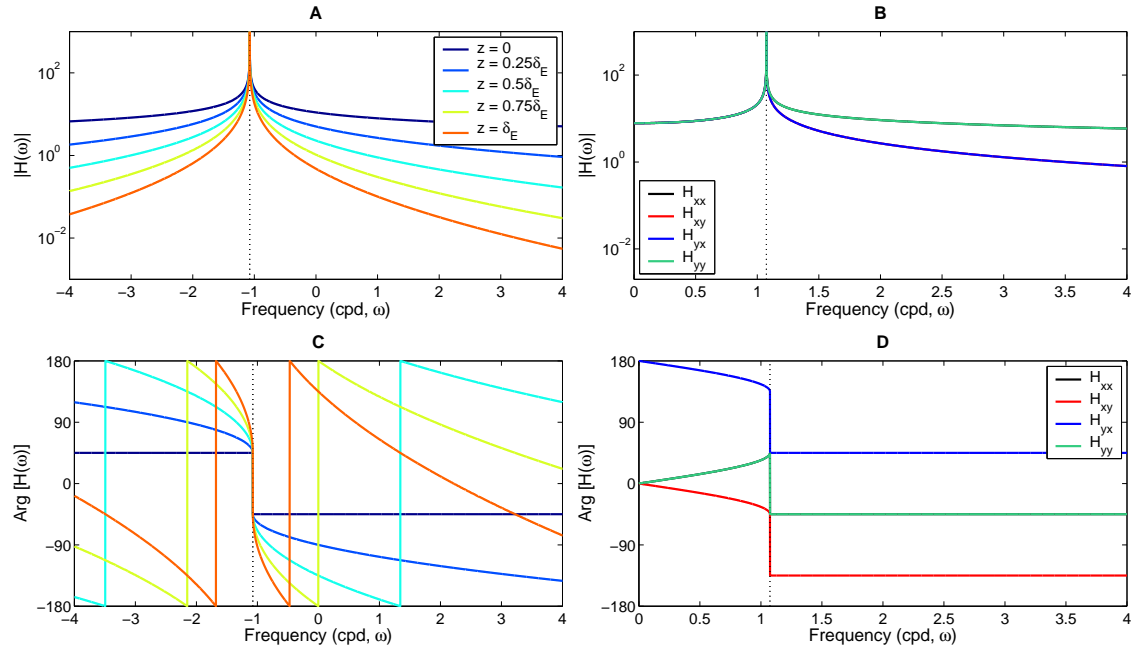 A
10^2
10^0
10^-2
|H(ω)|
z = 0
z = 0.25δ_E
z = 0.5δ_E
z = 0.75δ_E
z = δ_E
−4 −3 −2 −1 0 1 2 3 4
Frequency (cpd, ω)
B
10^2
10^0
10^-2
|H(ω)|
H_xx
H_xy
H_yx
H_yy
0 0.5 1 1.5 2 2.5 3 3.5 4
Frequency (cpd, ω)
C
180
90
0
−90
−180
Arg [H(ω)]
−4 −3 −2 −1 0 1 2 3 4
Frequency (cpd, ω)
D
180
90
0
−90
−180
Arg [H(ω)]
H_xx
H_xy
H_yx
H_yy
0 0.5 1 1.5 2 2.5 3 3.5 4
Frequency (cpd, ω)